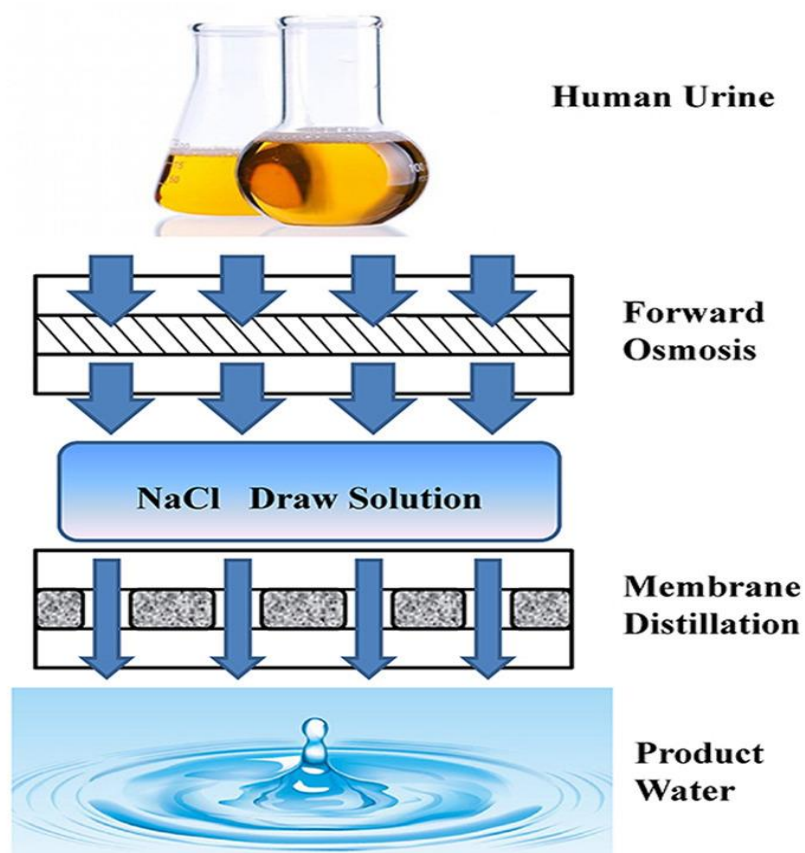 Human Urine
Forward
Osmosis
NaCl Draw Solution
Membrane
Distillation
Product
Water